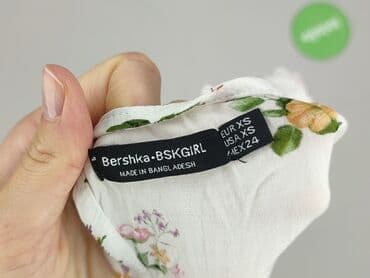 Bershka•BSKGIRL
MADE IN BANGLADESH
EUR XS
USA XS
MEX 24